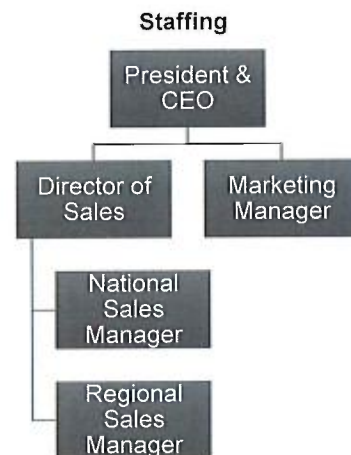 Staffing
President &
CEO
Director of
Sales
Marketing
Manager
National
Sales
Manager
Regional
Sales
Manager